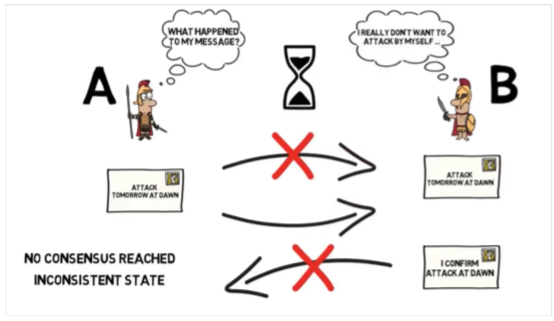 WHAT HAPPENED
TO MY MESSAGE?
I REALLY DON'T WANT TO
ATTACK BY MYSELF ...
A
B
ATTACK
TOMORROW AT DAWN
ATTACK
TOMORROW AT DAWN
NO CONSENSUS REACHED
INCONSISTENT STATE
I CONFIRM
ATTACK AT DAWN